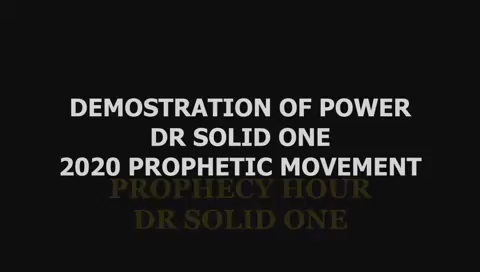 DEMOSTRATION OF POWER
DR SOLID ONE
2020 PROPHETIC MOVEMENT
PROPHECY HOUR
DR SOLID ONE